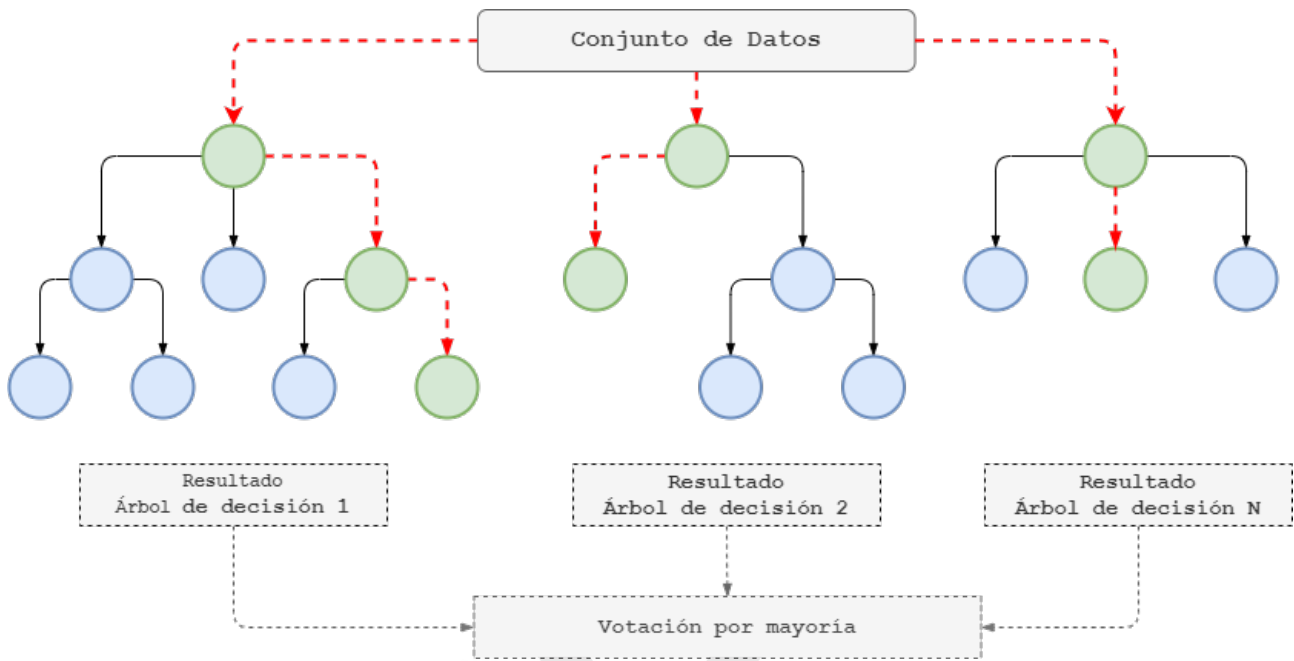 Conjunto de Datos
Resultado
Árbol de decisión 1
Resultado
Árbol de decisión 2
Resultado
Árbol de decisión N
Votación por mayoría